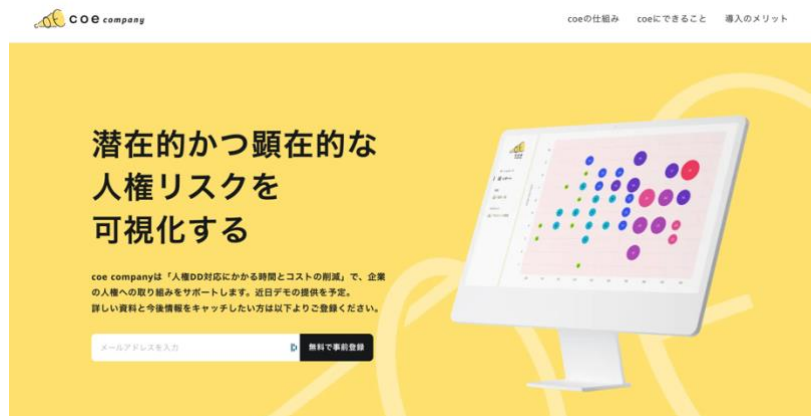 coe company
coeの仕組み
coeにできること
導入のメリット
潜在的かつ顕在的な
人権リスクを
可視化する
coe companyは「人権DD対応にかかる時間とコストの削減」で、企業
の人権への取り組みをサポートします。近日デモの提供を予定。
詳しい資料と今後情報をキャッチしたい方は以下よりご登録ください。
メールアドレスを入力
無料で事前登録